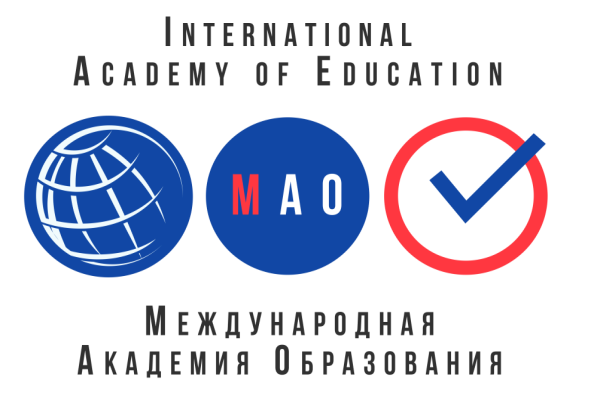 International
Academy of Education
МАО
Международная
Академия Образования